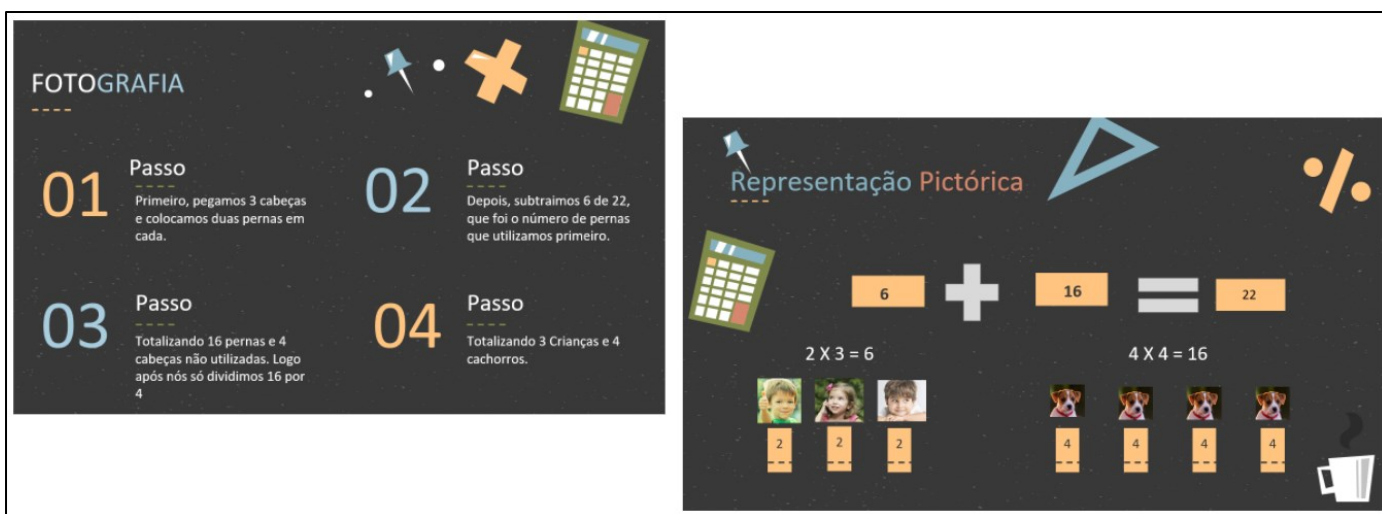 FOTOGRAFIA
01
Passo
Primeiro, pegamos 3 cabeças
e colocamos duas pernas em
cada.
02
Passo
Depois, subtraimos 6 de 22,
que foi o número de pernas
que utilizamos primeiro.
03
Passo
Totalizando 16 pernas e 4
cabeças não utilizadas. Logo
após nós só dividimos 16 por
4
04
Passo
Totalizando 3 Crianças e 4
cachorros.
Representação Pictórica
6 + 16 = 22
2 X 3 = 6
4 X 4 = 16
2 2 2
4 4 4 4